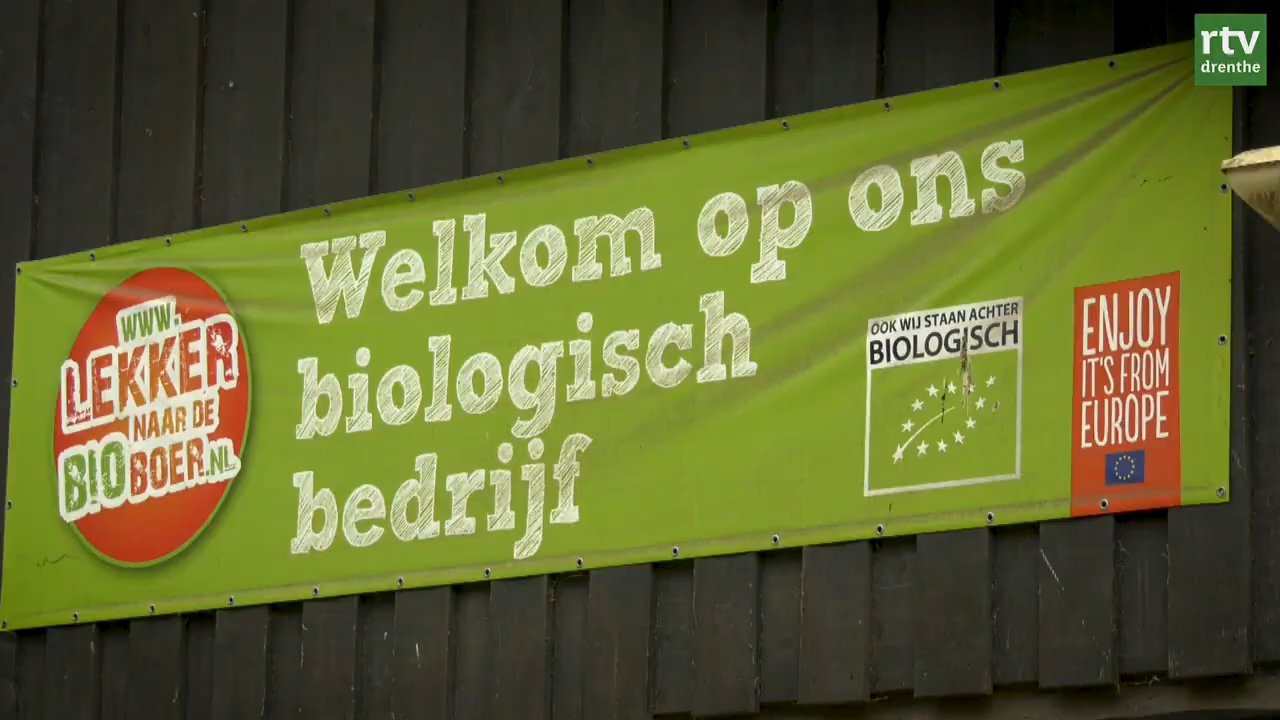 rtv
drenthe
Welkom op ons
biologisch
bedrijf
WWW.
LEKKER
NAAR DE
BIOBOER.NL
OOK WIJ STAAN ACHTER
BIOLOGISCH
ENJOY
IT'S FROM
EUROPE